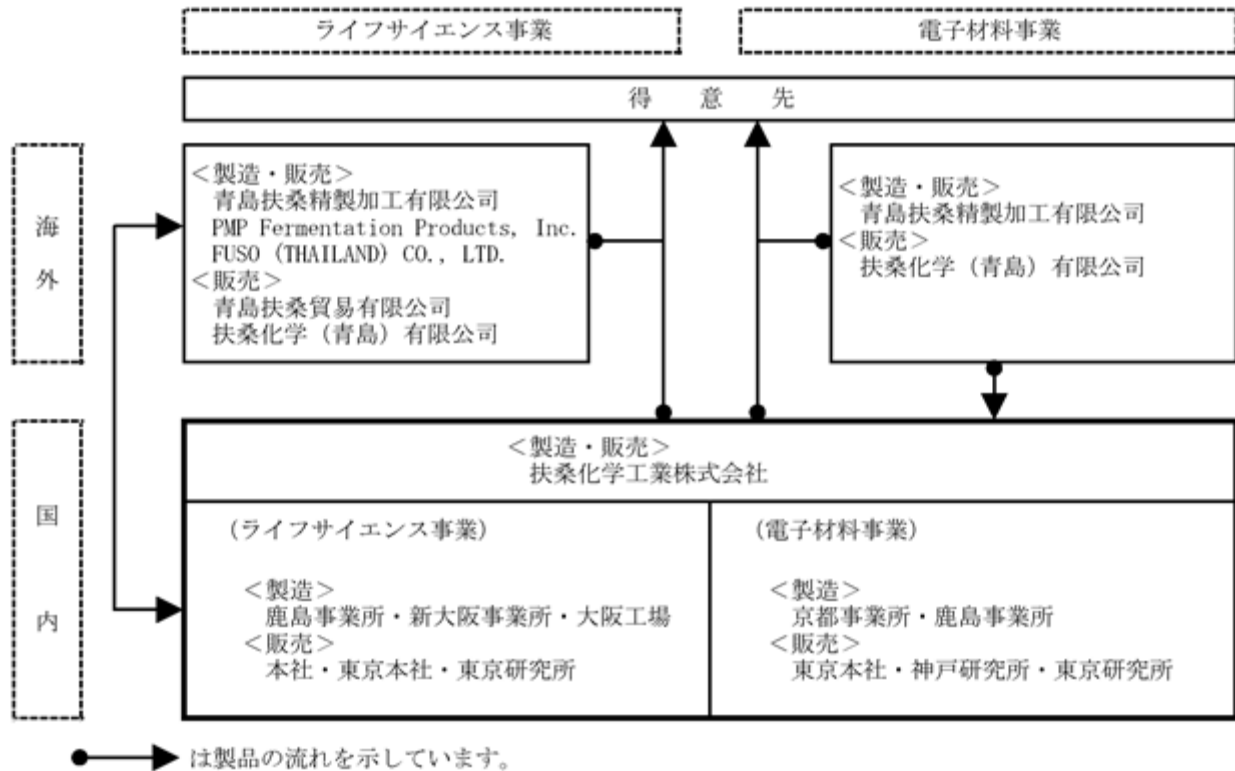 ライフサイエンス事業
電子材料事業
得意先
海外
＜製造・販売＞
青島扶桑精製加工有限公司
PMP Fermentation Products, Inc.
FUSO (THAILAND) CO., LTD.
＜販売＞
青島扶桑貿易有限公司
扶桑化学（青島）有限公司
＜製造・販売＞
青島扶桑精製加工有限公司
＜販売＞
扶桑化学（青島）有限公司
国内
＜製造・販売＞
扶桑化学工業株式会社
（ライフサイエンス事業）
＜製造＞
鹿島事業所・新大阪事業所・大阪工場
＜販売＞
本社・東京本社・東京研究所
（電子材料事業）
＜製造＞
京都事業所・鹿島事業所
＜販売＞
東京本社・神戸研究所・東京研究所
は製品の流れを示しています。